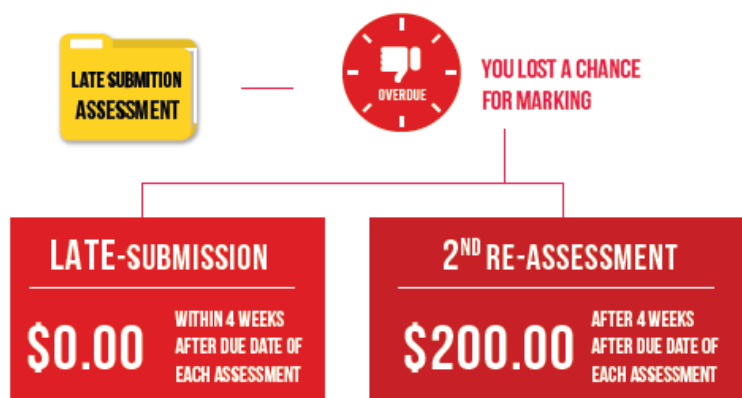 LATE SUBMITION
ASSESSMENT
OVERDUE
YOU LOST A CHANCE
FOR MARKING
LATE-SUBMISSION
$0.00
WITHIN 4 WEEKS
AFTER DUE DATE OF
EACH ASSESSMENT
2ND RE-ASSESSMENT
$200.00
AFTER 4 WEEKS
AFTER DUE DATE OF
EACH ASSESSMENT